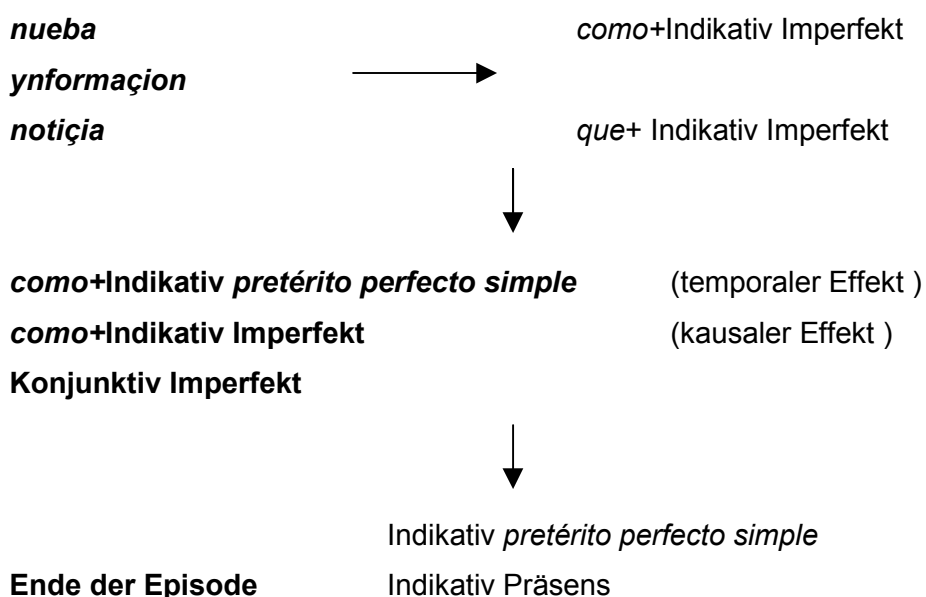 nueba como+Indikativ Imperfekt
ynformaçion
notiçia que+ Indikativ Imperfekt
como+Indikativ pretérito perfecto simple (temporaler Effekt )
como+Indikativ Imperfekt (kausaler Effekt )
Konjunktiv Imperfekt
Indikativ pretérito perfecto simple
Ende der Episode Indikativ Präsens